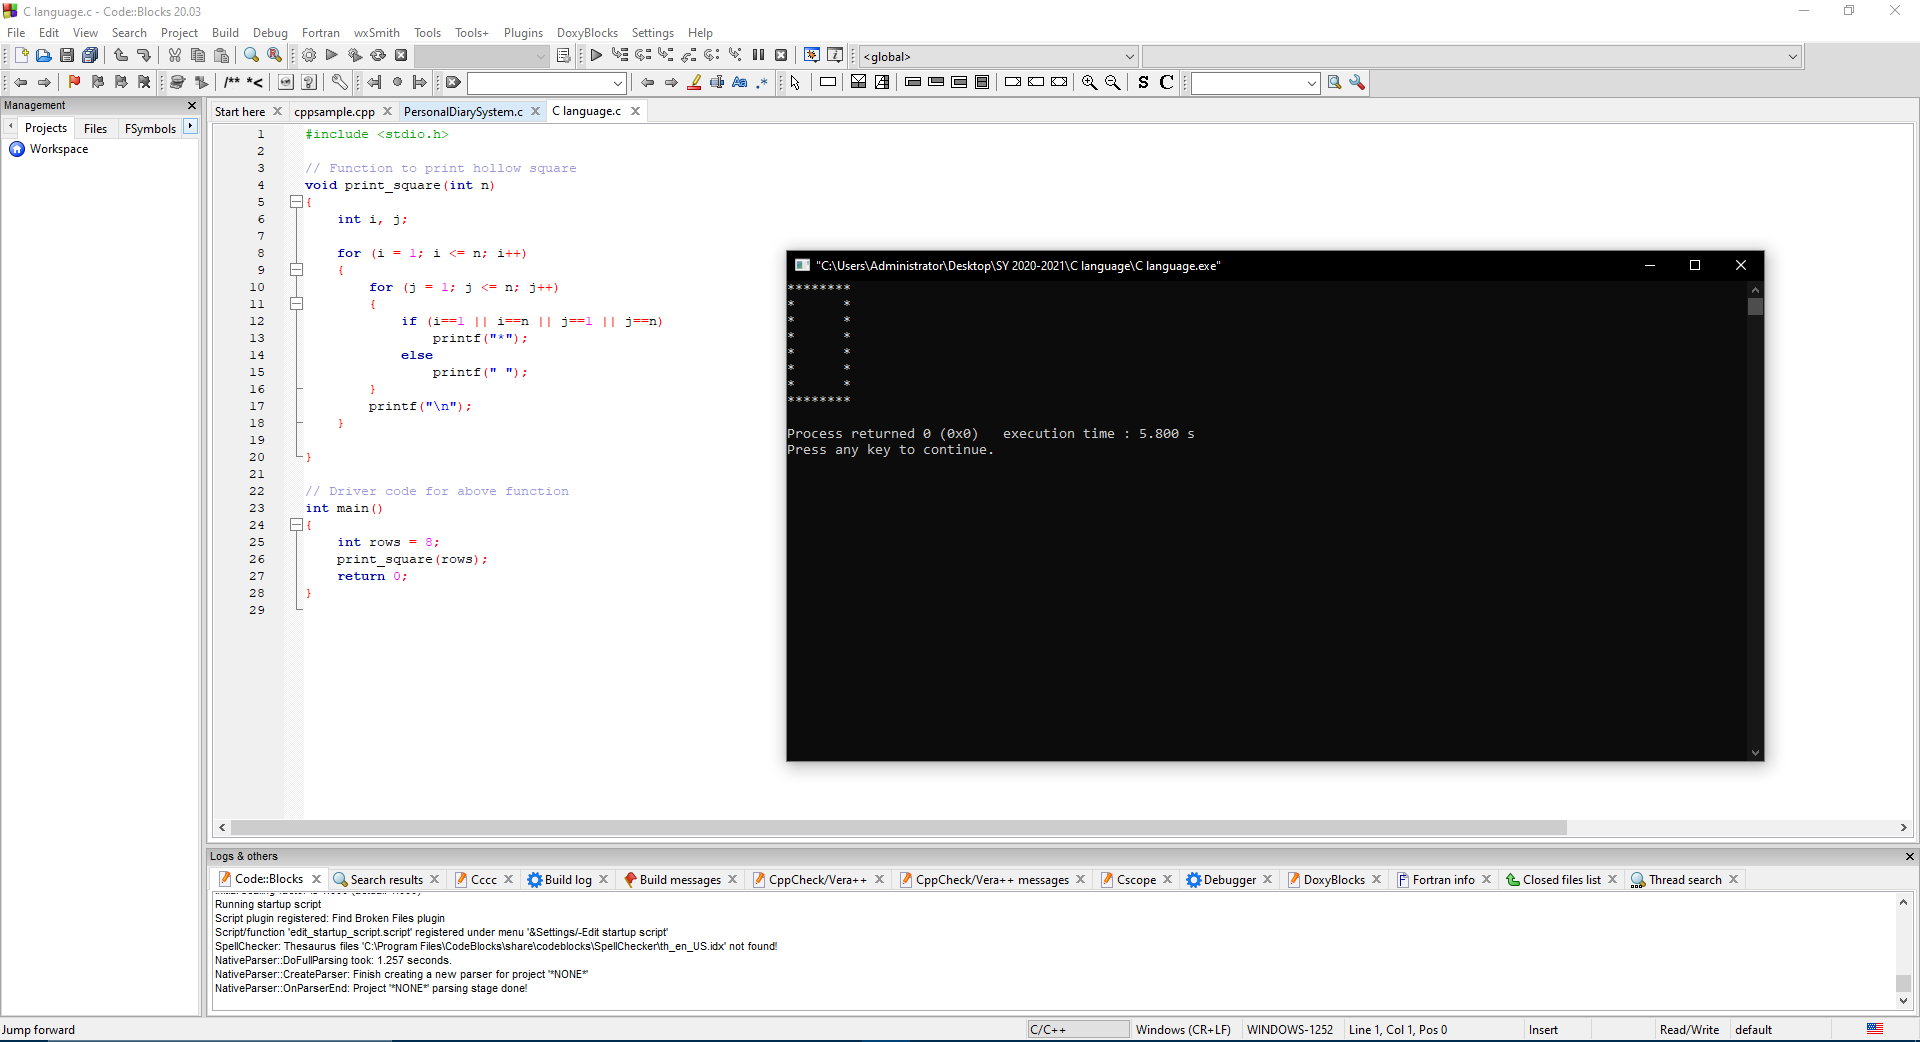 C language.c - Code::Blocks 20.03
File Edit View Search Project Build Debug Fortran wxSmith Tools Tools+ Plugins DoxyBlocks Settings Help
<global>
/** *<
S C
Management
Projects Files FSymbols
Workspace
Start here cppsample.cpp PersonalDiarySystem.c C language.c
1 #include <stdio.h>
2
3 // Function to print hollow square
4 void print_square(int n)
5 {
6 int i, j;
7
8 for (i = 1; i <= n; i++)
9 {
10 for (j = 1; j <= n; j++)
11 {
12 if (i==1 || i==n || j==1 || j==n)
13 printf("*");
14 else
15 printf(" ");
16 }
17 printf("\n");
18 }
19
20 }
21
22 // Driver code for above function
23 int main()
24 {
25 int rows = 8;
26 print_square(rows);
27 return 0;
28 }
29
"C:\Users\Administrator\Desktop\SY 2020-2021\C language\C language.exe"
********
*      *
*      *
*      *
*      *
*      *
*      *
********
Process returned 0 (0x0)   execution time : 5.800 s
Press any key to continue.
Logs & others
Code::Blocks Search results Cccc Build log Build messages CppCheck/Vera++ CppCheck/Vera++ messages Cscope Debugger DoxyBlocks Fortran info Closed files list Thread search
Running startup script
Script plugin registered: Find Broken Files plugin
Script/function 'edit_startup_script.script' registered under menu '&Settings/-Edit startup script'
SpellChecker: Thesaurus files 'C:\Program Files\CodeBlocks\share\codeblocks\SpellChecker\th_en_US.idx' not found!
NativeParser::DoFullParsing took: 1.257 seconds.
NativeParser::CreateParser: Finish creating a new parser for project '*NONE*'
NativeParser::OnParserEnd: Project '*NONE*' parsing stage done!
Jump forward C/C++ Windows (CR+LF) WINDOWS-1252 Line 1, Col 1, Pos 0 Insert Read/Write default